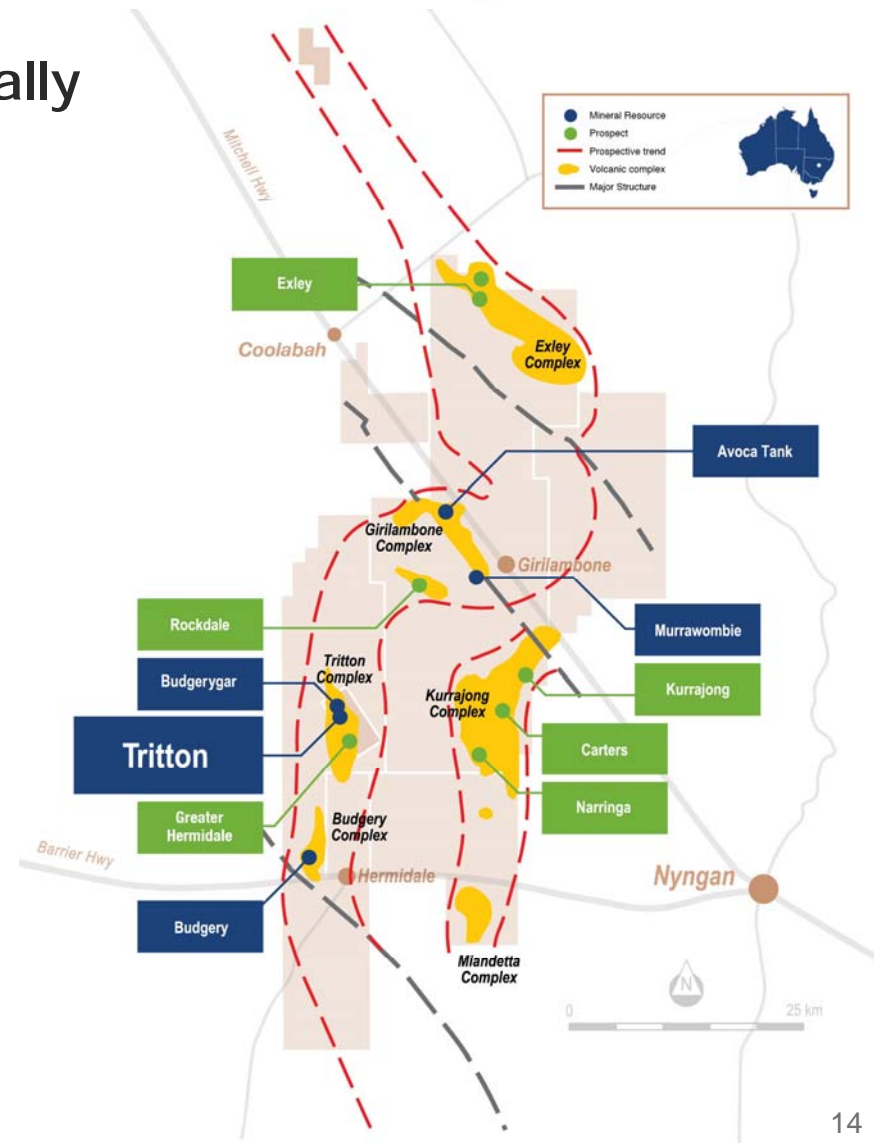 ally
Mitchell Hwy
Mineral Resource
Prospect
Prospective trend
Volcanic complex
Major Structure
Exley
Coolabah
Exley
Complex
Avoca Tank
Girilambone
Complex
Girilambone
Rockdale
Murrawombie
Tritton
Complex
Budgerygar
Kurrajong
Complex
Kurrajong
Tritton
Carters
Greater
Hermidale
Narringa
Budgery
Complex
Barrier Hwy
Hermidale
Nyngan
Budgery
Miandetta
Complex
N
0
25 km
14